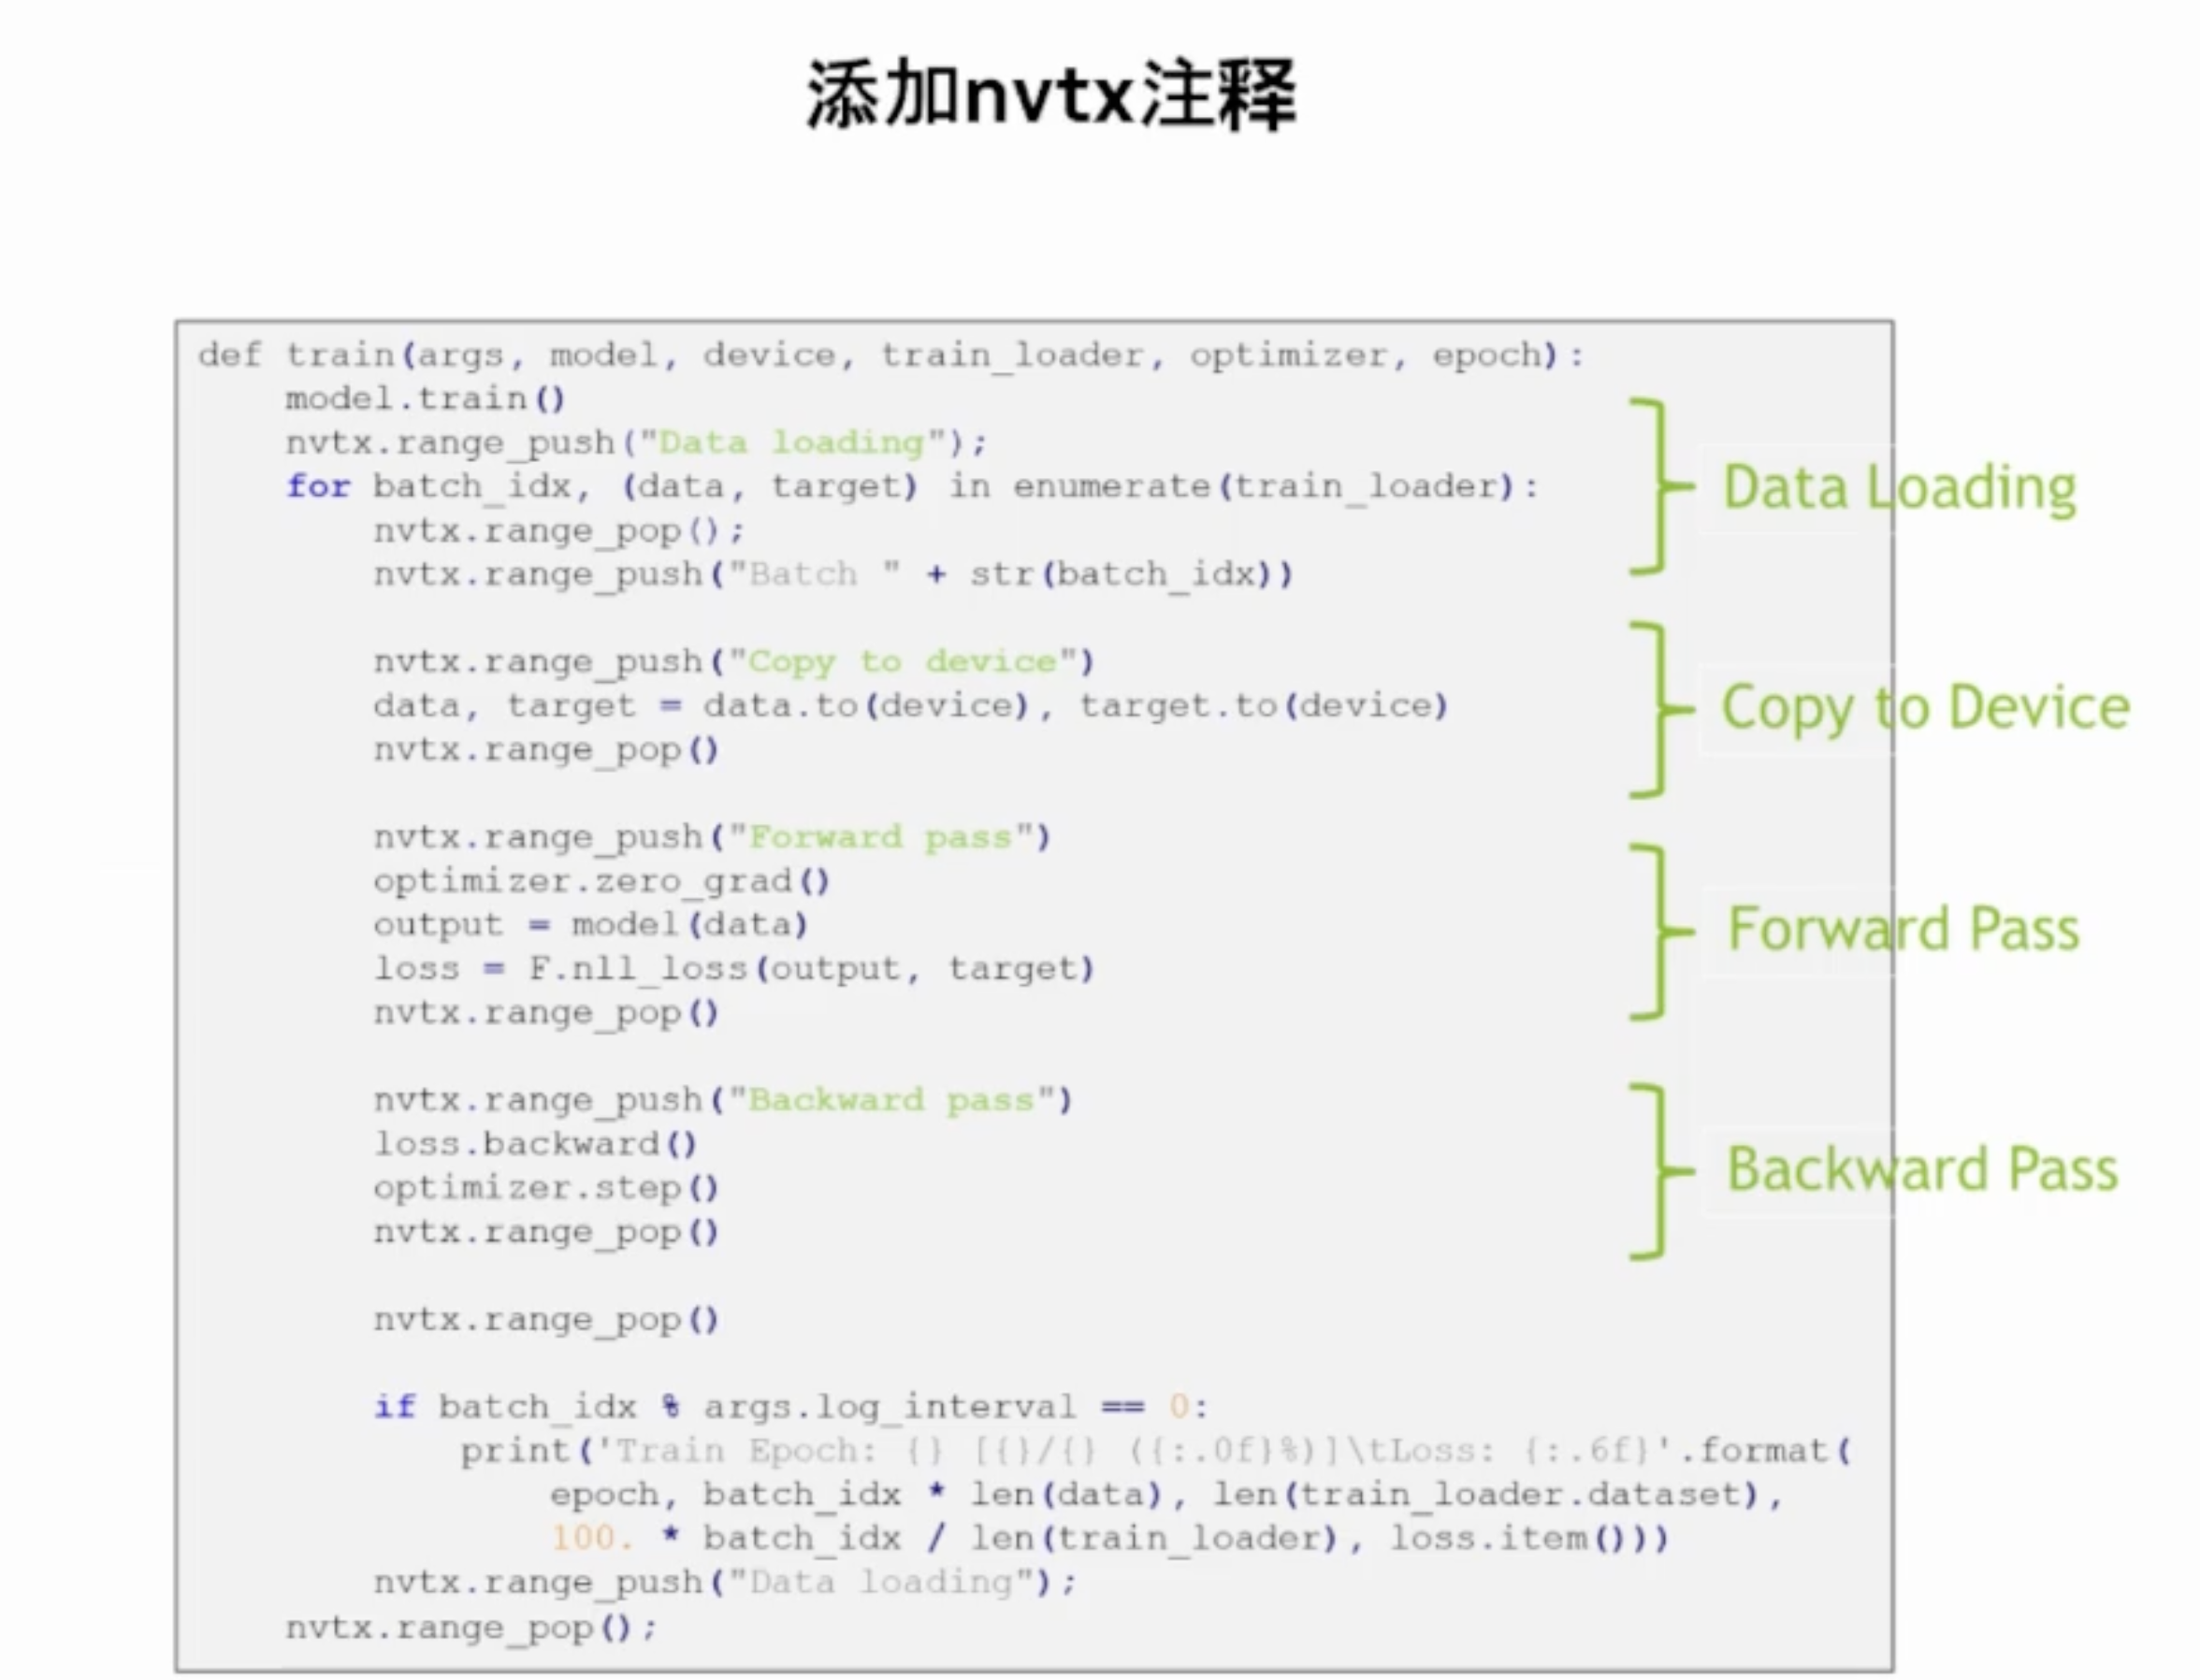 添加nvtx注释
def train(args, model, device, train_loader, optimizer, epoch):
    model.train()
    nvtx.range_push("Data loading");
    for batch_idx, (data, target) in enumerate(train_loader):
        nvtx.range_pop();
        nvtx.range_push("Batch " + str(batch_idx))
Data Loading
        nvtx.range_push("Copy to device")
        data, target = data.to(device), target.to(device)
        nvtx.range_pop()
Copy to Device
        nvtx.range_push("Forward pass")
        optimizer.zero_grad()
        output = model(data)
        loss = F.nll_loss(output, target)
        nvtx.range_pop()
Forward Pass
        nvtx.range_push("Backward pass")
        loss.backward()
        optimizer.step()
        nvtx.range_pop()
Backward Pass
        nvtx.range_pop()
        if batch_idx % args.log_interval == 0:
            print('Train Epoch: {} [{}/{} ({:.0f}%)]\tLoss: {:.6f}'.format(
                epoch, batch_idx * len(data), len(train_loader.dataset),
                100. * batch_idx / len(train_loader), loss.item()))
        nvtx.range_push("Data loading");
    nvtx.range_pop();